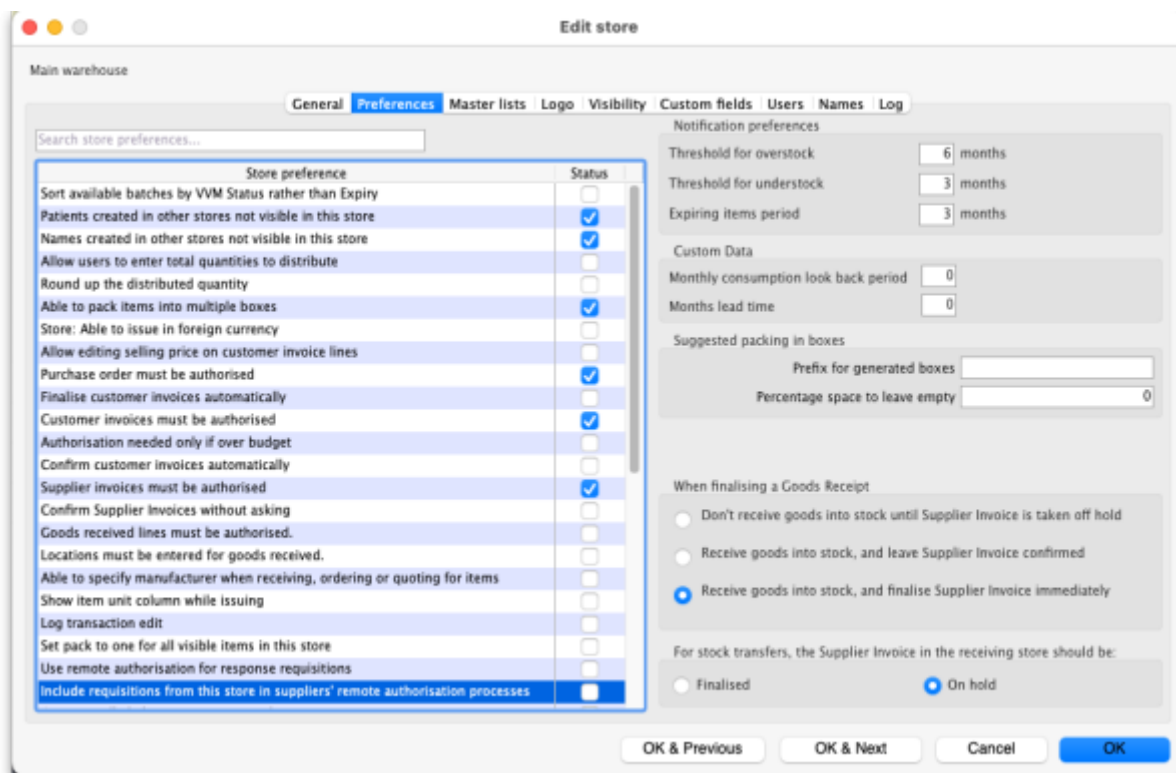 Edit store
Main warehouse
General Preferences Master lists Logo Visibility Custom fields Users Names Log
Search store preferences...
Store preference Status
Sort available batches by VVM Status rather than Expiry
Patients created in other stores not visible in this store
Names created in other stores not visible in this store
Allow users to enter total quantities to distribute
Round up the distributed quantity
Able to pack items into multiple boxes
Store: Able to issue in foreign currency
Allow editing selling price on customer invoice lines
Purchase order must be authorised
Finalise customer invoices automatically
Customer invoices must be authorised
Authorisation needed only if over budget
Confirm customer invoices automatically
Supplier invoices must be authorised
Confirm Supplier Invoices without asking
Goods received lines must be authorised.
Locations must be entered for goods received.
Able to specify manufacturer when receiving, ordering or quoting for items
Show item unit column while issuing
Log transaction edit
Set pack to one for all visible items in this store
Use remote authorisation for response requisitions
Include requisitions from this store in suppliers' remote authorisation processes
Notification preferences
Threshold for overstock 6 months
Threshold for understock 3 months
Expiring items period 3 months
Custom Data
Monthly consumption look back period 0
Months lead time 0
Suggested packing in boxes
Prefix for generated boxes
Percentage space to leave empty 0
When finalising a Goods Receipt
Don't receive goods into stock until Supplier Invoice is taken off hold
Receive goods into stock, and leave Supplier Invoice confirmed
Receive goods into stock, and finalise Supplier Invoice immediately
For stock transfers, the Supplier Invoice in the receiving store should be:
Finalised On hold
OK & Previous OK & Next Cancel OK